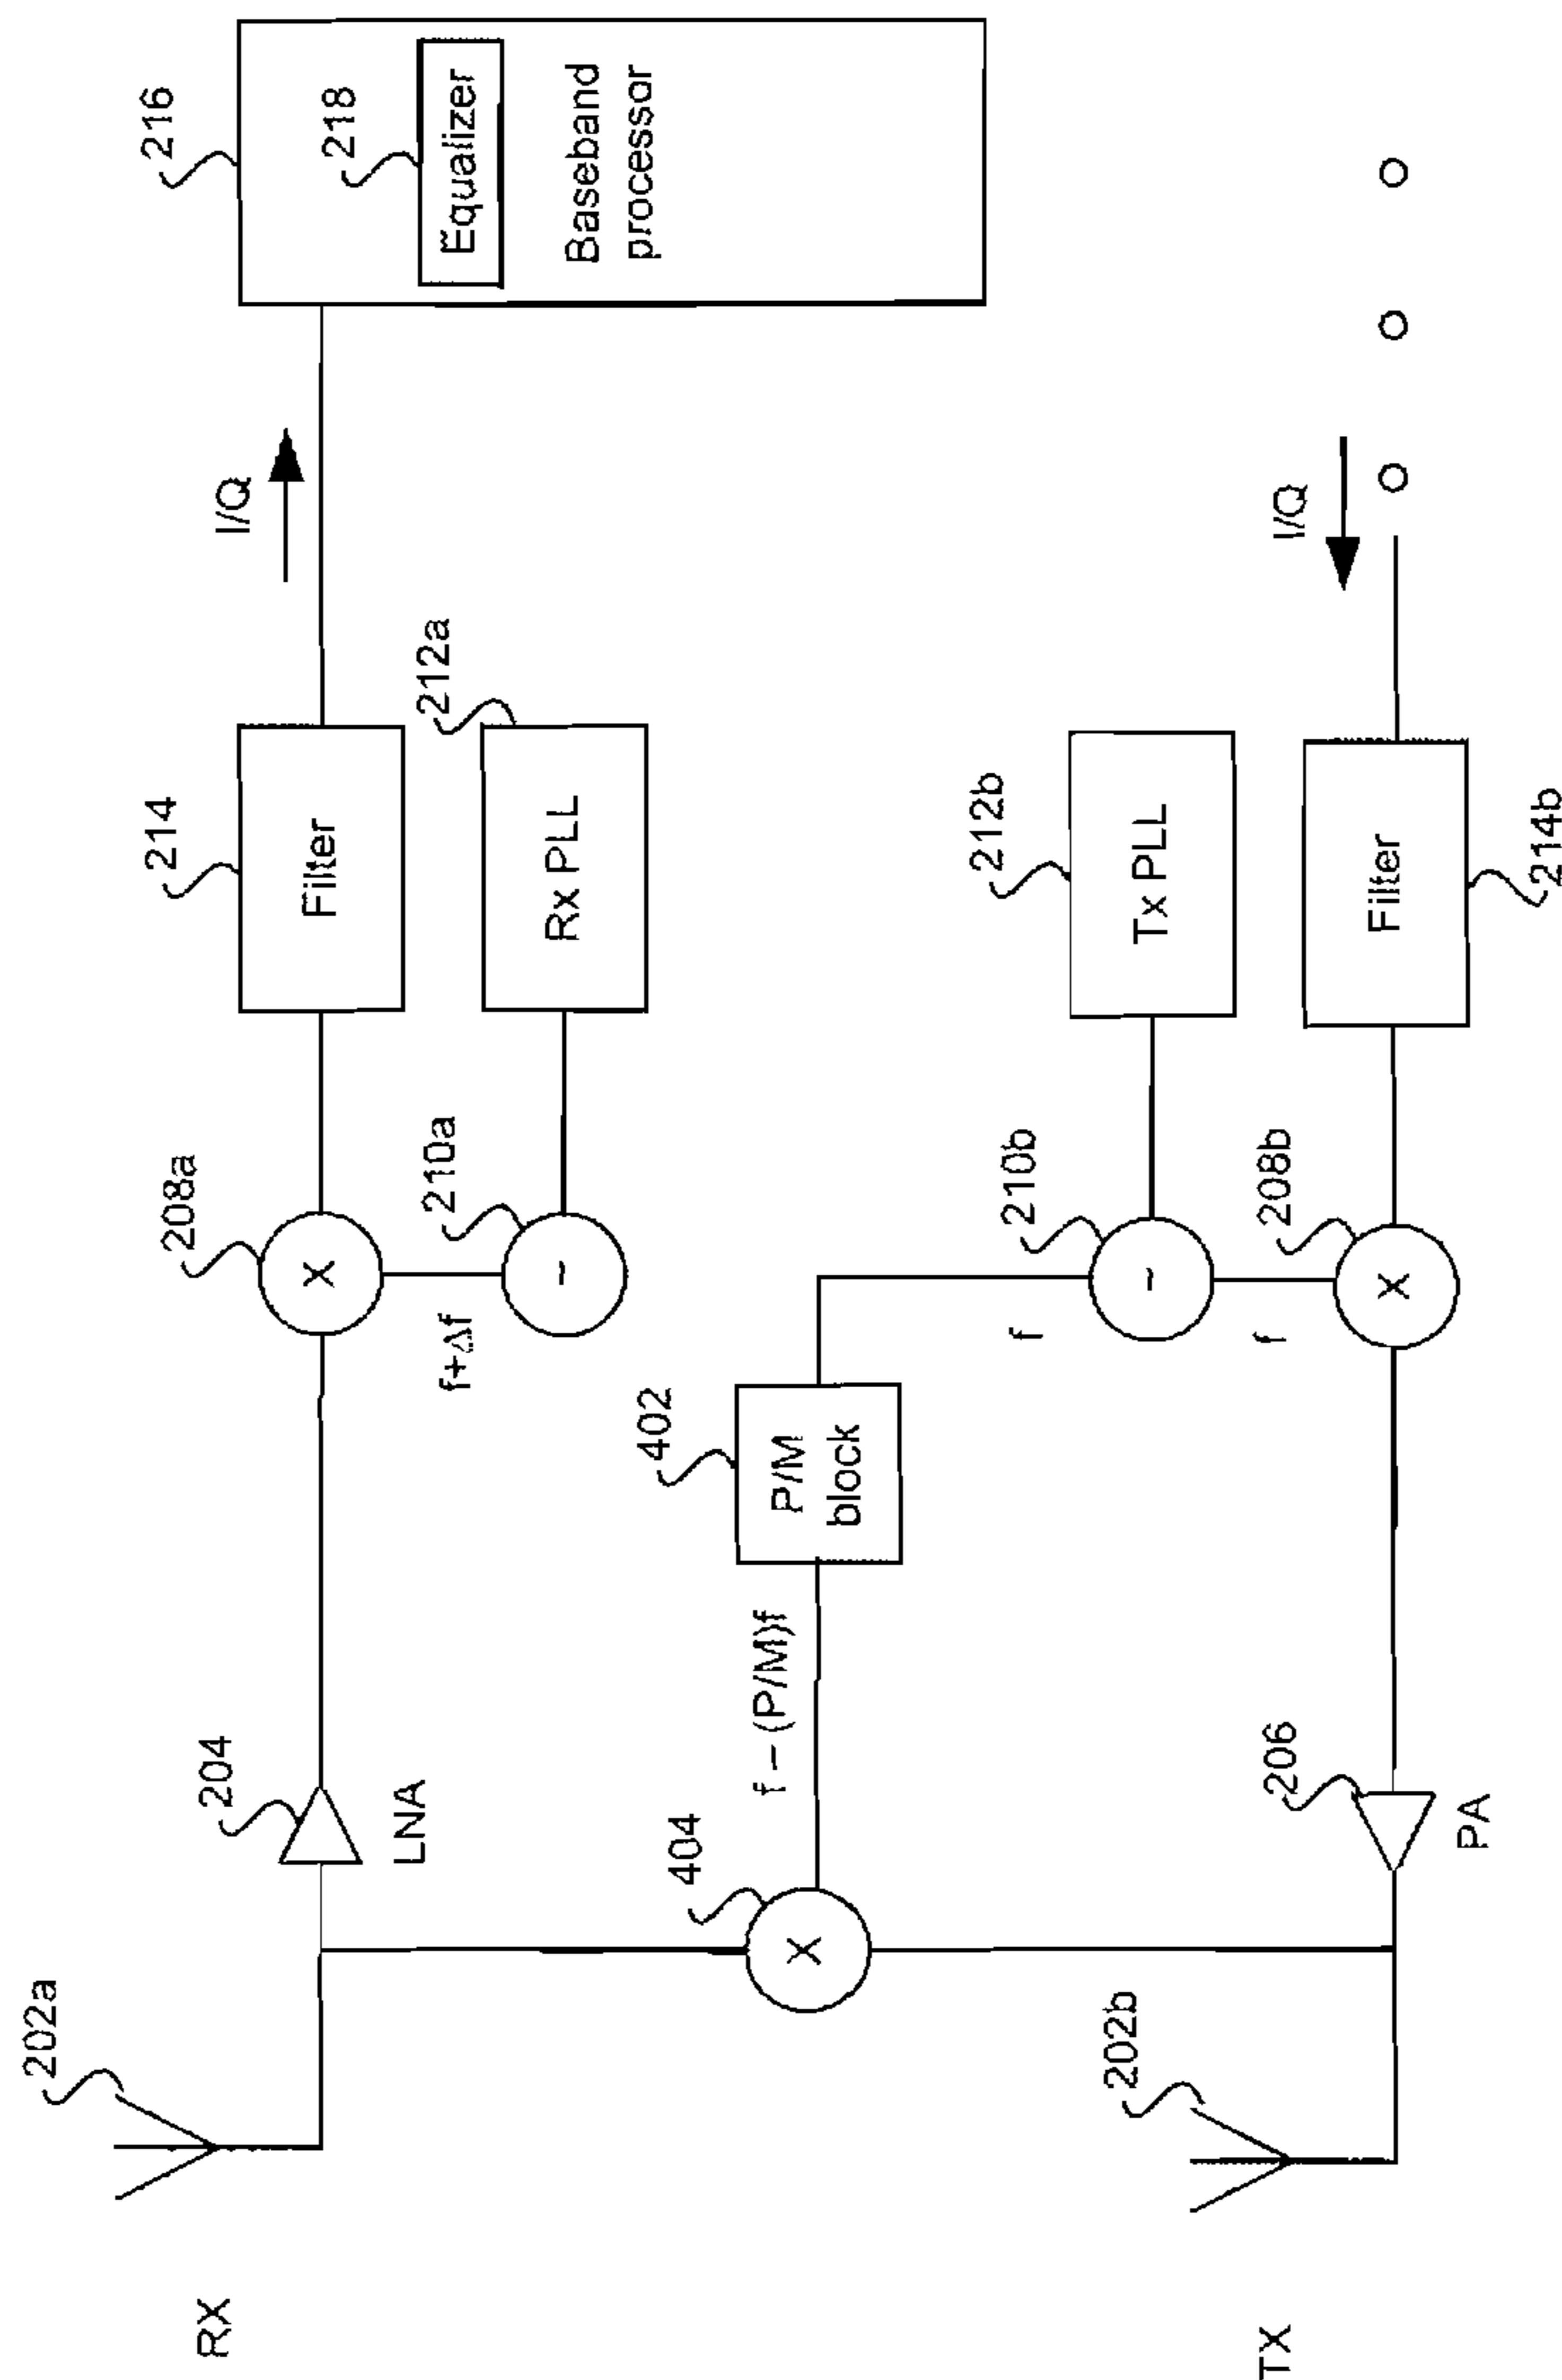 216
218
Equalizer
Baseband
processor
I/Q
I/Q
212a
214
Filter
Rx PLL
212b
Tx PLL
Filter
214b
208a
X
210a
~
f+Δf
210b
~
f
208b
X
f
402
P/M
block
f – (P/M)f
204
LNA
404
X
206
PA
202a
202b
RX
TX